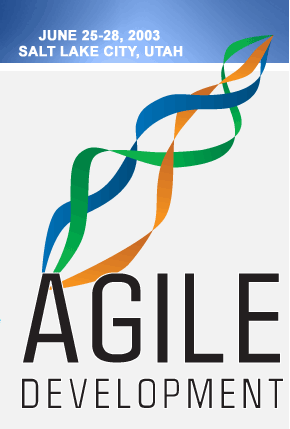 JUNE 25-28, 2003
SALT LAKE CITY, UTAH
AGILE
DEVELOPMENT